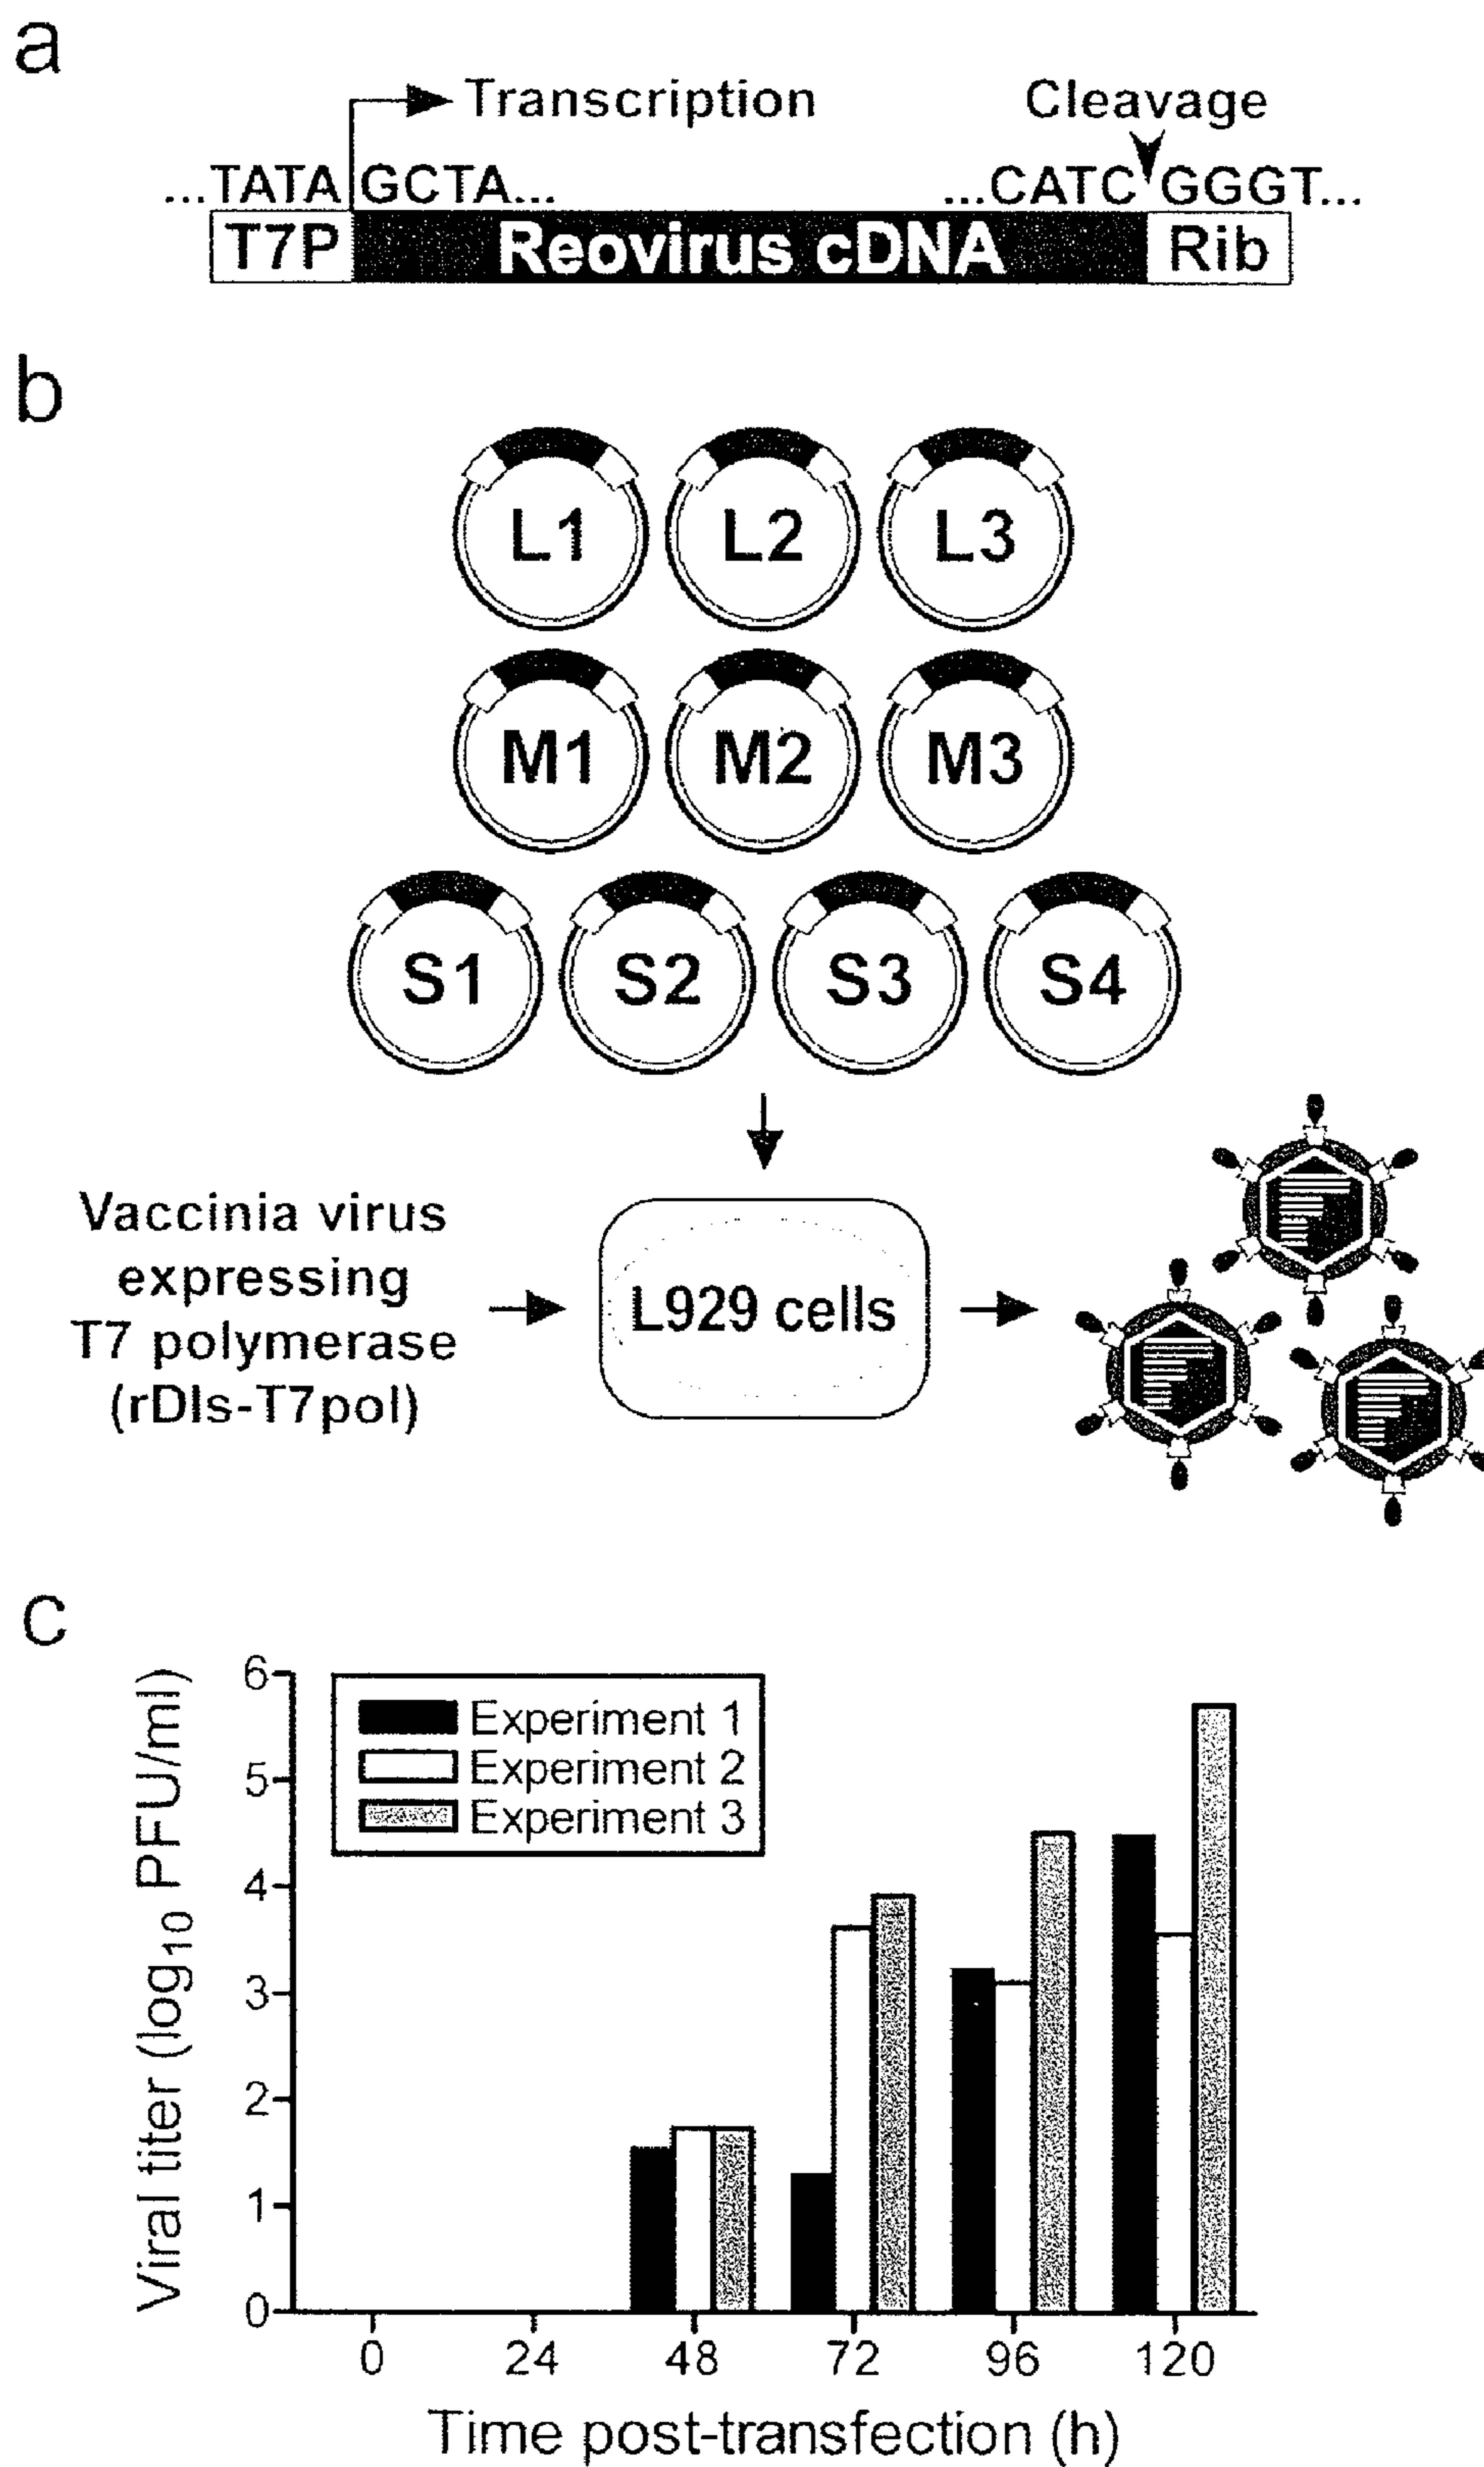 a
Transcription
Cleavage
...TATA GCTA...
...CATC GGGT...
T7P
Reovirus cDNA
Rib
b
L1 L2 L3
M1 M2 M3
S1 S2 S3 S4
Vaccinia virus
expressing
T7 polymerase
(rDIs-T7pol)
L929 cells
c
Viral titer (log10 PFU/ml)
6
5
4
3
2
1
0
Experiment 1
Experiment 2
Experiment 3
0 24 48 72 96 120
Time post-transfection (h)